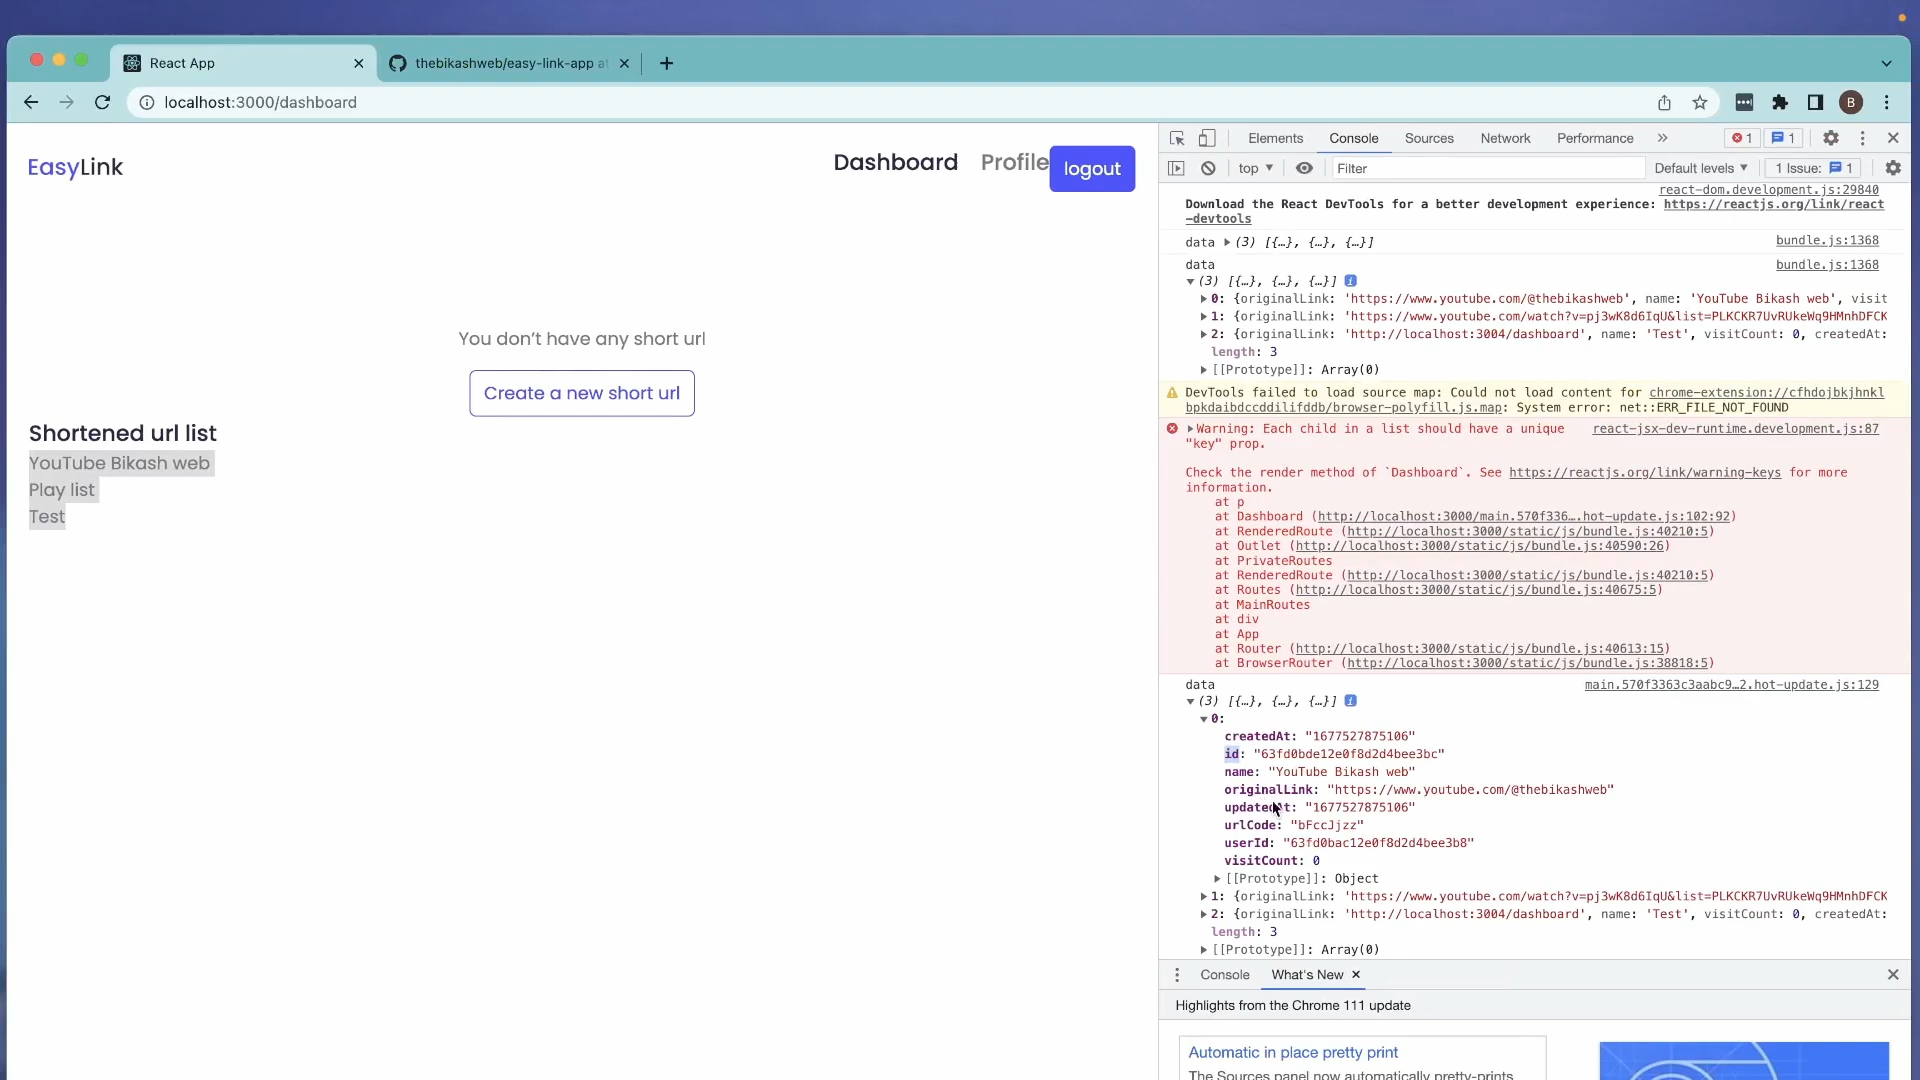 React App
thebikashweb/easy-link-app at
localhost:3000/dashboard
B
EasyLink
Dashboard
Profile
logout
You don't have any short url
Create a new short url
Shortened url list
YouTube Bikash web
Play list
Test
Elements
Console
Sources
Network
Performance
1
1
top
Filter
Default levels
1 Issue:
1
react-dom.development.js:29840
Download the React DevTools for a better development experience: https://reactjs.org/link/react
-devtools
data (3) [{…}, {…}, {…}] bundle.js:1368
data bundle.js:1368
(3) [{…}, {…}, {…}]
0: {originalLink: 'https://www.youtube.com/@thebikashweb', name: 'YouTube Bikash web', visit
1: {originalLink: 'https://www.youtube.com/watch?v=pj3wK8d6IqU&list=PLKCKR7UvRUkeWq9HMnhDFCK
2: {originalLink: 'http://localhost:3004/dashboard', name: 'Test', visitCount: 0, createdAt:
length: 3
[[Prototype]]: Array(0)
DevTools failed to load source map: Could not load content for chrome-extension://cfhdojbkjhnkl
bpkdaibdccddilifddb/browser-polyfill.js.map: System error: net::ERR_FILE_NOT_FOUND
Warning: Each child in a list should have a unique react-jsx-dev-runtime.development.js:87
"key" prop.
Check the render method of `Dashboard`. See https://reactjs.org/link/warning-keys for more
information.
at p
at Dashboard (http://localhost:3000/main.570f336….hot-update.js:102:92)
at RenderedRoute (http://localhost:3000/static/js/bundle.js:40210:5)
at Outlet (http://localhost:3000/static/js/bundle.js:40590:26)
at PrivateRoutes
at RenderedRoute (http://localhost:3000/static/js/bundle.js:40210:5)
at Routes (http://localhost:3000/static/js/bundle.js:40675:5)
at MainRoutes
at div
at App
at Router (http://localhost:3000/static/js/bundle.js:40613:15)
at BrowserRouter (http://localhost:3000/static/js/bundle.js:38818:5)
data main.570f3363c3aabc9…2.hot-update.js:129
(3) [{…}, {…}, {…}]
0:
createdAt: "1677527875106"
id: "63fd0bde12e0f8d2d4bee3bc"
name: "YouTube Bikash web"
originalLink: "https://www.youtube.com/@thebikashweb"
updatedAt: "1677527875106"
urlCode: "bFccJjzz"
userId: "63fd0bac12e0f8d2d4bee3b8"
visitCount: 0
[[Prototype]]: Object
1: {originalLink: 'https://www.youtube.com/watch?v=pj3wK8d6IqU&list=PLKCKR7UvRUkeWq9HMnhDFCK
2: {originalLink: 'http://localhost:3004/dashboard', name: 'Test', visitCount: 0, createdAt:
length: 3
[[Prototype]]: Array(0)
Console
What's New
Highlights from the Chrome 111 update
Automatic in place pretty print
The Sources panel now automatically pretty-prints